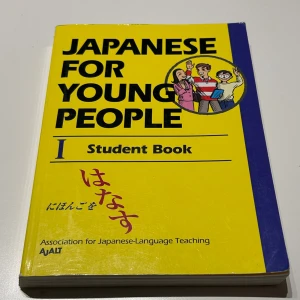 JAPANESE
FOR
YOUNG
PEOPLE
I Student Book
にほんごを はなす
Association for Japanese-Language Teaching
AJALT